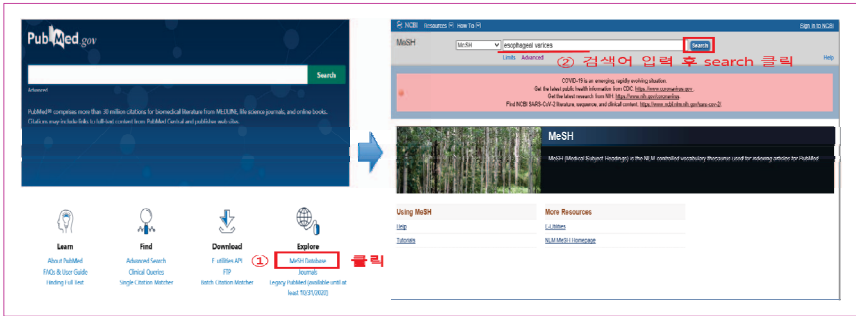 PubMed.gov
Search
Advanced
PubMed® comprises more than 30 million citations for biomedical literature from MEDLINE, life science journals, and online books.
Citations may include links to full-text content from PubMed Central and publisher web sites.
Learn
About PubMed
FAQs & User Guide
Finding Full Text
Find
Advanced Search
Clinical Queries
Single Citation Matcher
Download
E-utilities API
FTP
Batch Citation Matcher
Explore
① MeSH Database 클릭
Journals
Legacy PubMed (available until
at least 10/31/2020)
NCBI Resources How To Sign in to NCBI
MeSH MeSH esophageal varices Search
Limits Advanced Help
② 검색어 입력 후 search 클릭
COVID-19 is an emerging, rapidly evolving situation.
Get the latest public health information from CDC: https://www.coronavirus.gov
Get the latest research from NIH: https://www.nih.gov/coronavirus
Find NCBI SARS-CoV-2 literature, sequence, and clinical content: https://www.ncbi.nlm.nih.gov/sars-cov-2/
MeSH
MeSH (Medical Subject Headings) is the NLM controlled vocabulary thesaurus used for indexing articles for PubMed
Using MeSH
Help
Tutorials
More Resources
E-Utilities
NLM MeSH Homepage